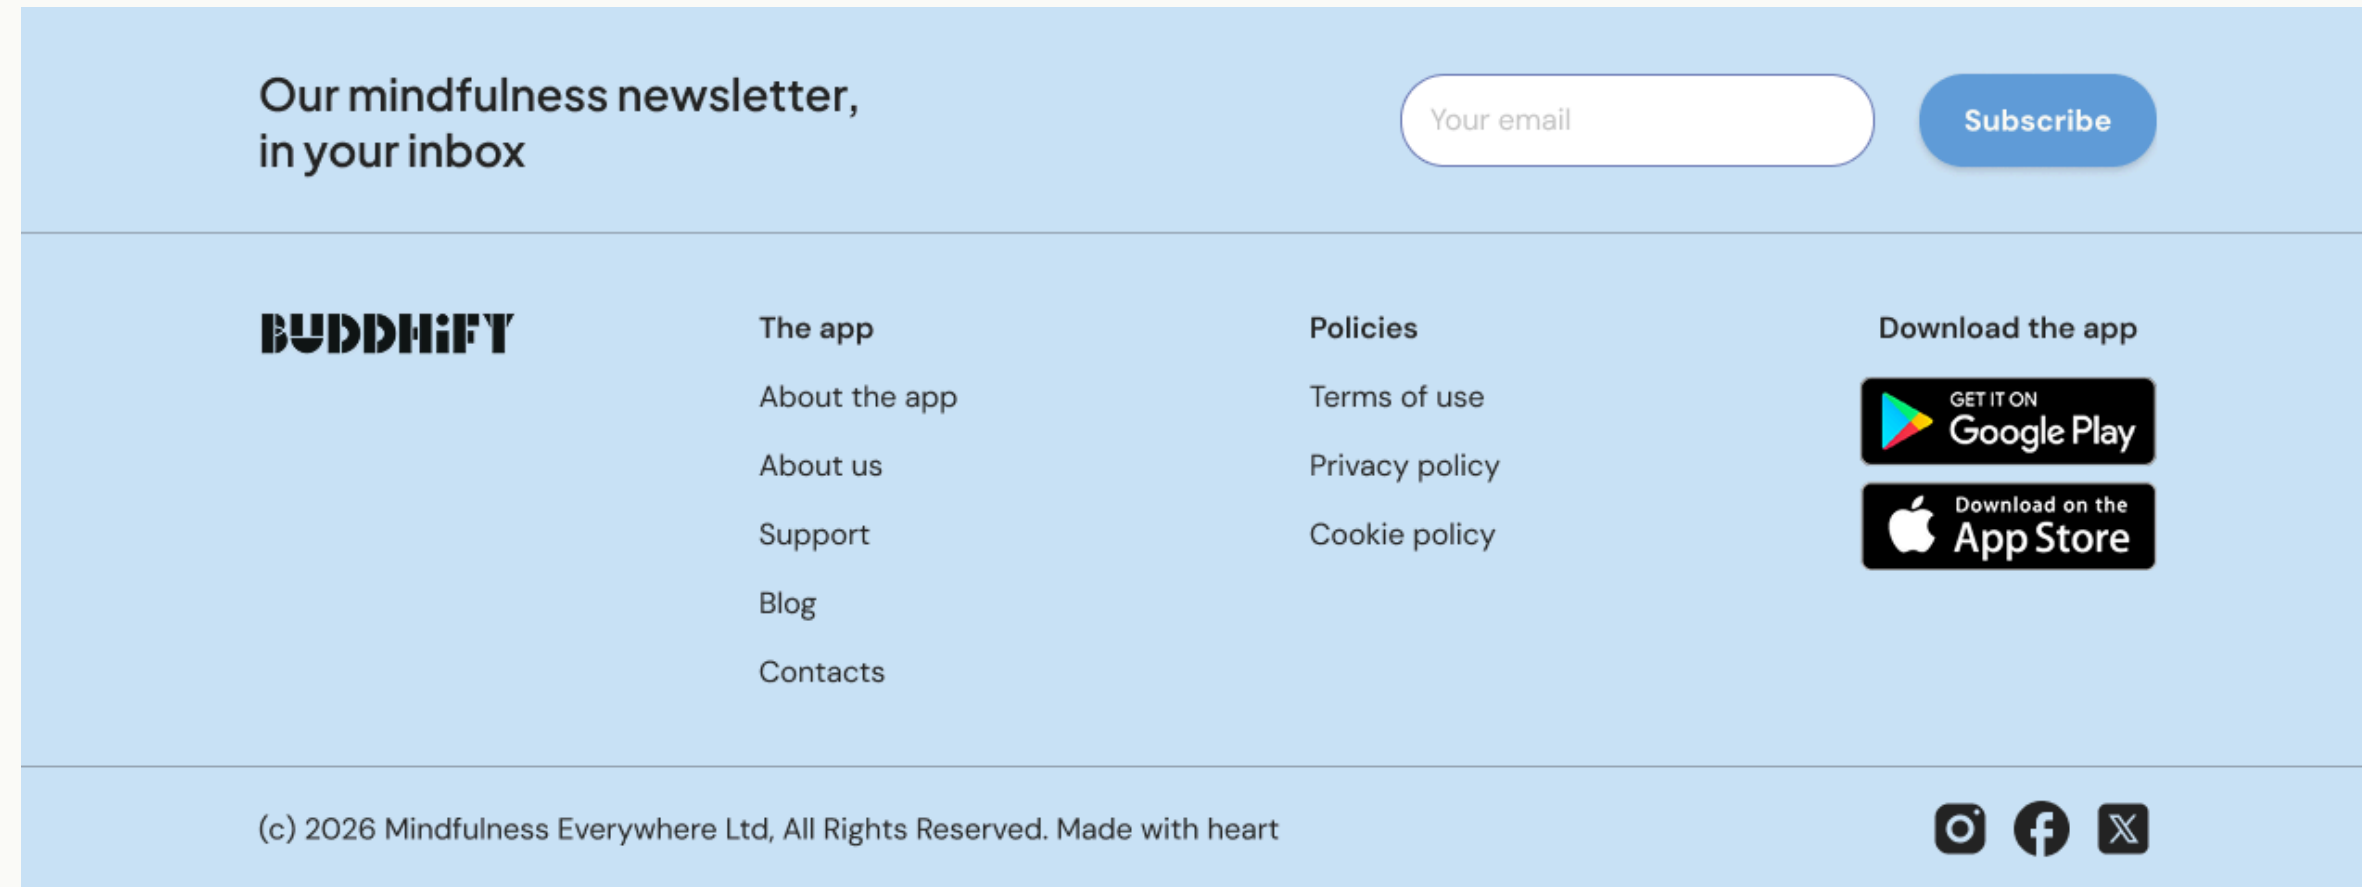 Our mindfulness newsletter,
in your inbox
Your email
Subscribe
BUDDHiFY
The app
About the app
About us
Support
Blog
Contacts
Policies
Terms of use
Privacy policy
Cookie policy
Download the app
GET IT ON
Google Play
Download on the
App Store
(c) 2026 Mindfulness Everywhere Ltd, All Rights Reserved. Made with heart